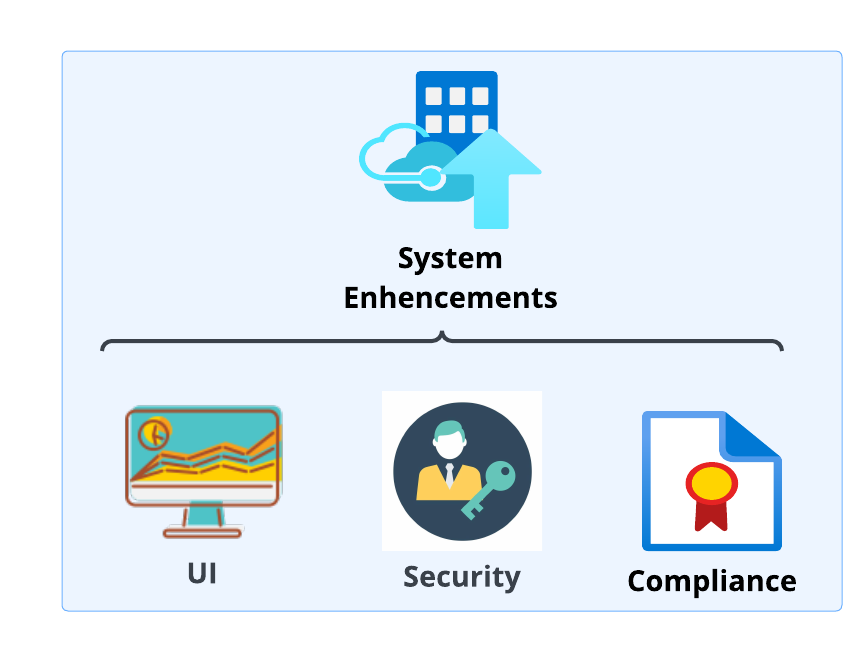 System
Enhencements
UI
Security
Compliance